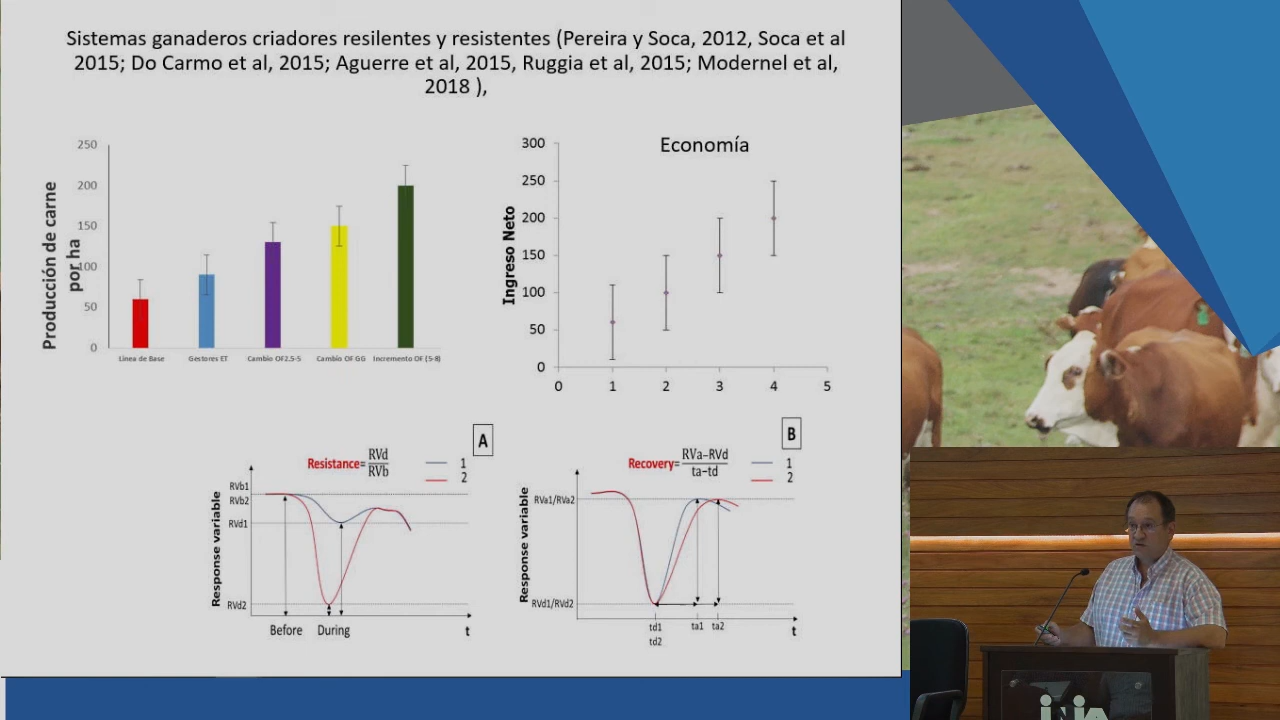 Sistemas ganaderos criadores resilentes y resistentes (Pereira y Soca, 2012, Soca et al
2015; Do Carmo et al, 2015; Aguerre et al, 2015, Ruggia et al, 2015; Modernel et al,
2018 ),
Producción de carne
por ha
250
200
150
100
50
0
Linea de Base
Gestores ET
Cambio OF2.5-5
Cambio OF GG
Incremento OF (5-8)
Economía
Ingreso Neto
300
250
200
150
100
50
0
0 1 2 3 4 5
A
Resistance= RVd
RVb
1
2
Response variable
RVb1
RVb2
RVd1
RVd2
Before During t
B
Recovery= RVa-RVd
ta-td
1
2
Response variable
RVa1/RVa2
RVd1/RVd2
td1 ta1 ta2 t
td2
INIA